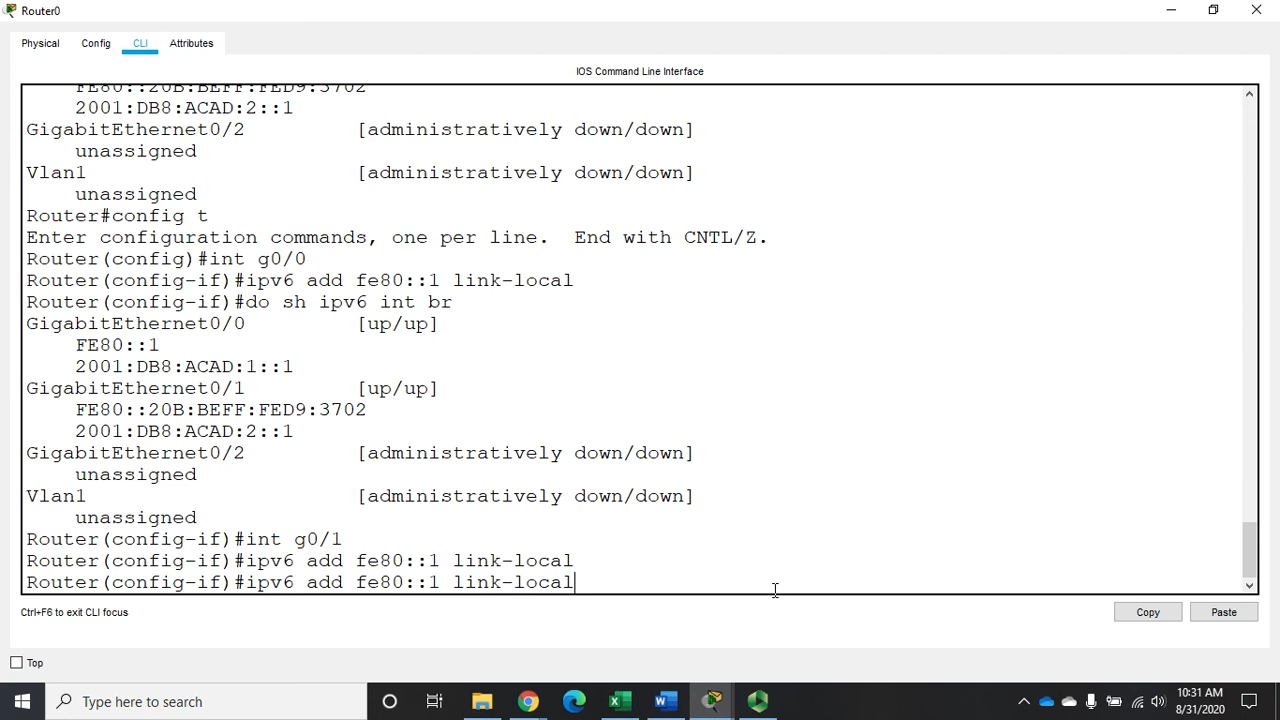 Router0
Physical Config CLI Attributes
IOS Command Line Interface
FE80::20B:BEFF:FED9:3702
2001:DB8:ACAD:2::1
GigabitEthernet0/2 [administratively down/down]
unassigned
Vlan1 [administratively down/down]
unassigned
Router#config t
Enter configuration commands, one per line. End with CNTL/Z.
Router(config)#int g0/0
Router(config-if)#ipv6 add fe80::1 link-local
Router(config-if)#do sh ipv6 int br
GigabitEthernet0/0 [up/up]
FE80::1
2001:DB8:ACAD:1::1
GigabitEthernet0/1 [up/up]
FE80::20B:BEFF:FED9:3702
2001:DB8:ACAD:2::1
GigabitEthernet0/2 [administratively down/down]
unassigned
Vlan1 [administratively down/down]
unassigned
Router(config-if)#int g0/1
Router(config-if)#ipv6 add fe80::1 link-local
Router(config-if)#ipv6 add fe80::1 link-local
Ctrl+F6 to exit CLI focus
Copy Paste
Top
Type here to search
10:31 AM
8/31/2020